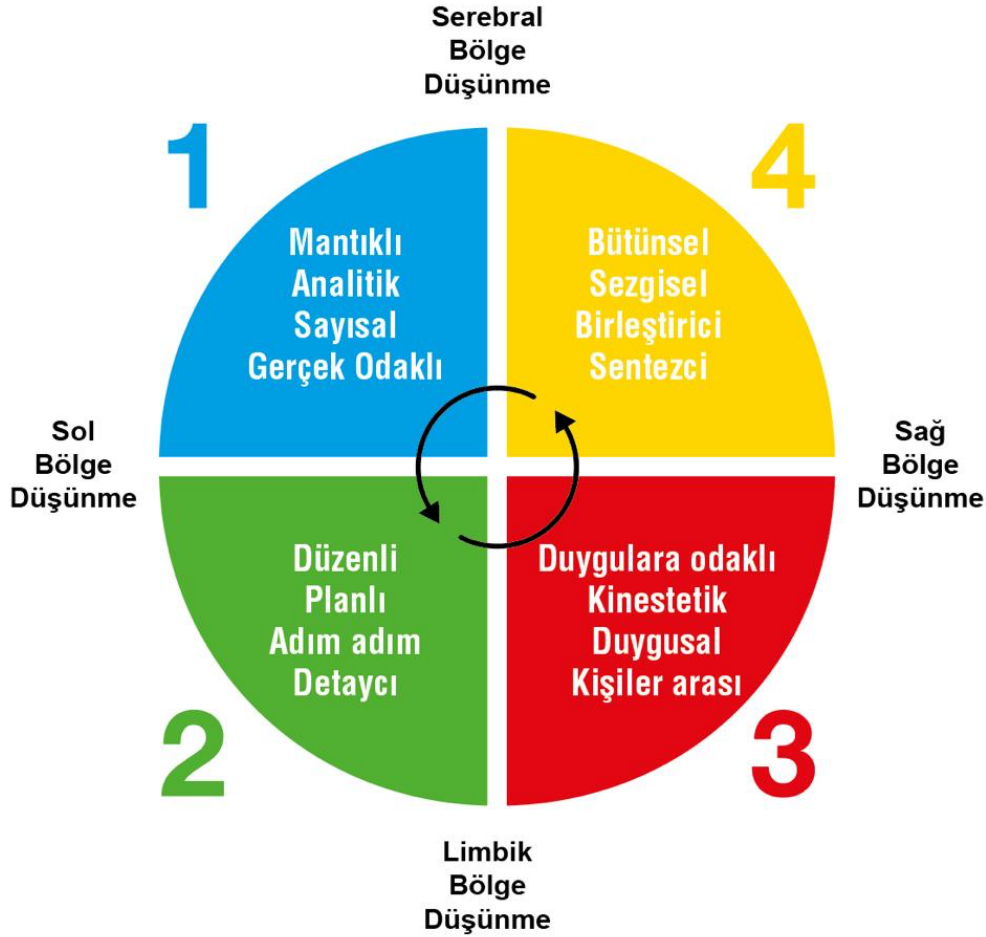 Serebral
Bölge
Düşünme
1
4
Mantıklı
Analitik
Sayısal
Gerçek Odaklı
Bütünsel
Sezgisel
Birleştirici
Sentezci
Sol
Bölge
Düşünme
Sağ
Bölge
Düşünme
Düzenli
Planlı
Adım adım
Detaycı
Duygulara odaklı
Kinestetik
Duygusal
Kişiler arası
2
3
Limbik
Bölge
Düşünme